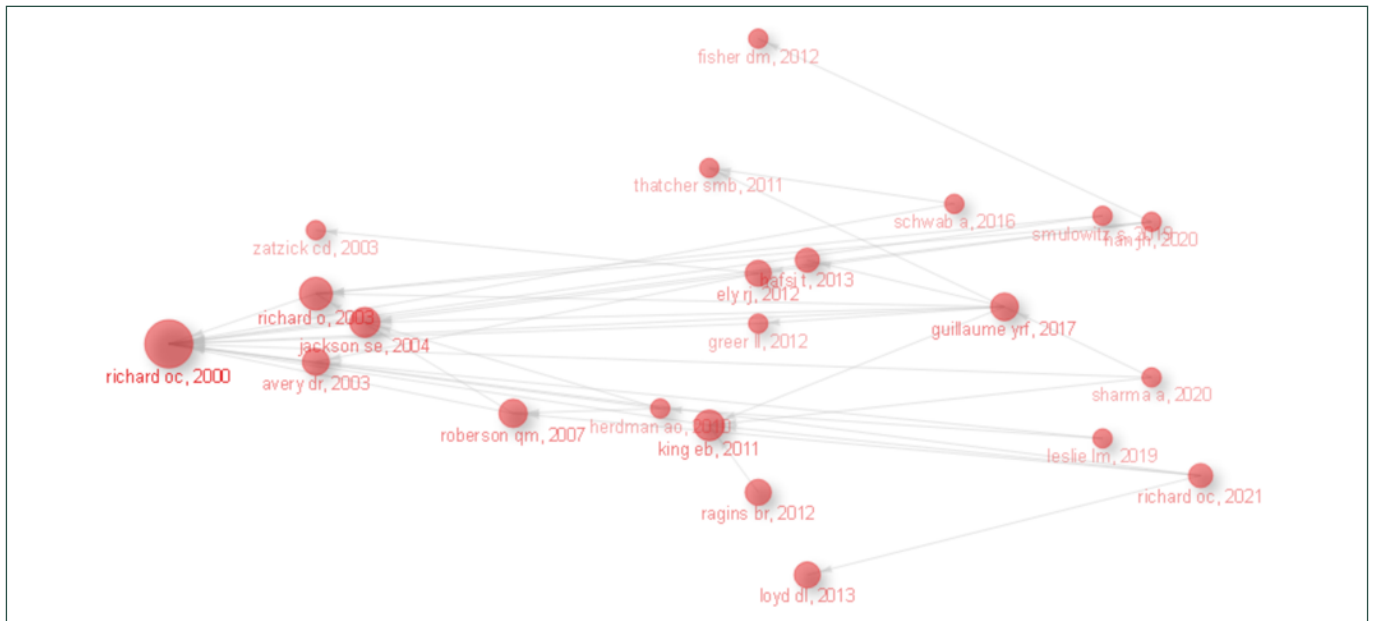 fisher dm, 2012
thatcher smb, 2011
schwab a, 2016
smulowitz s, 2019
han jh, 2020
zatzick cd, 2003
hafsi t, 2013
ely rj, 2012
richard o, 2003
guillaume yrf, 2017
jackson se, 2004
greer ll, 2012
richard oc, 2000
avery dr, 2003
sharma a, 2020
herdman ao, 2010
roberson qm, 2007
king eb, 2011
leslie lm, 2019
richard oc, 2021
ragins br, 2012
loyd dl, 2013